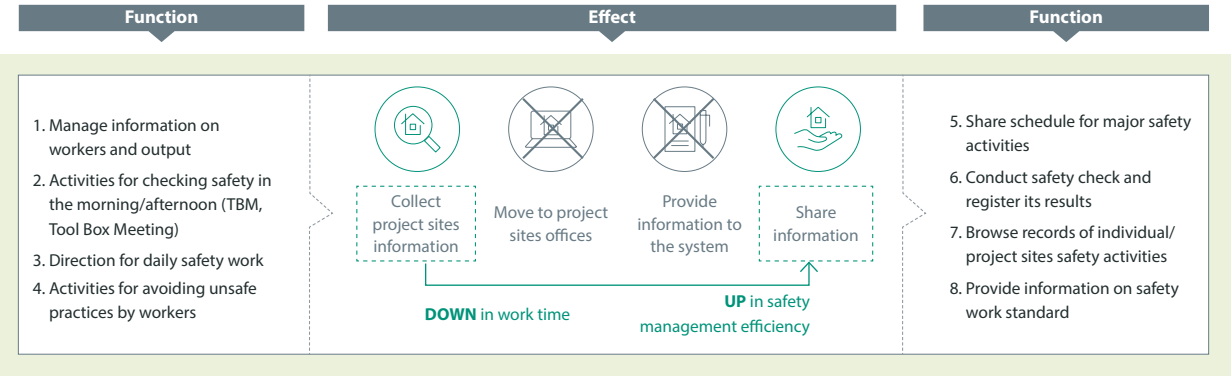 Function
Effect
Function
1. Manage information on
workers and output
2. Activities for checking safety in
the morning/afternoon (TBM,
Tool Box Meeting)
3. Direction for daily safety work
4. Activities for avoiding unsafe
practices by workers
Collect
project sites
information
Move to project
sites offices
Provide
information to
the system
Share
information
DOWN in work time
UP in safety
management efficiency
5. Share schedule for major safety
activities
6. Conduct safety check and
register its results
7. Browse records of individual/
project sites safety activities
8. Provide information on safety
work standard